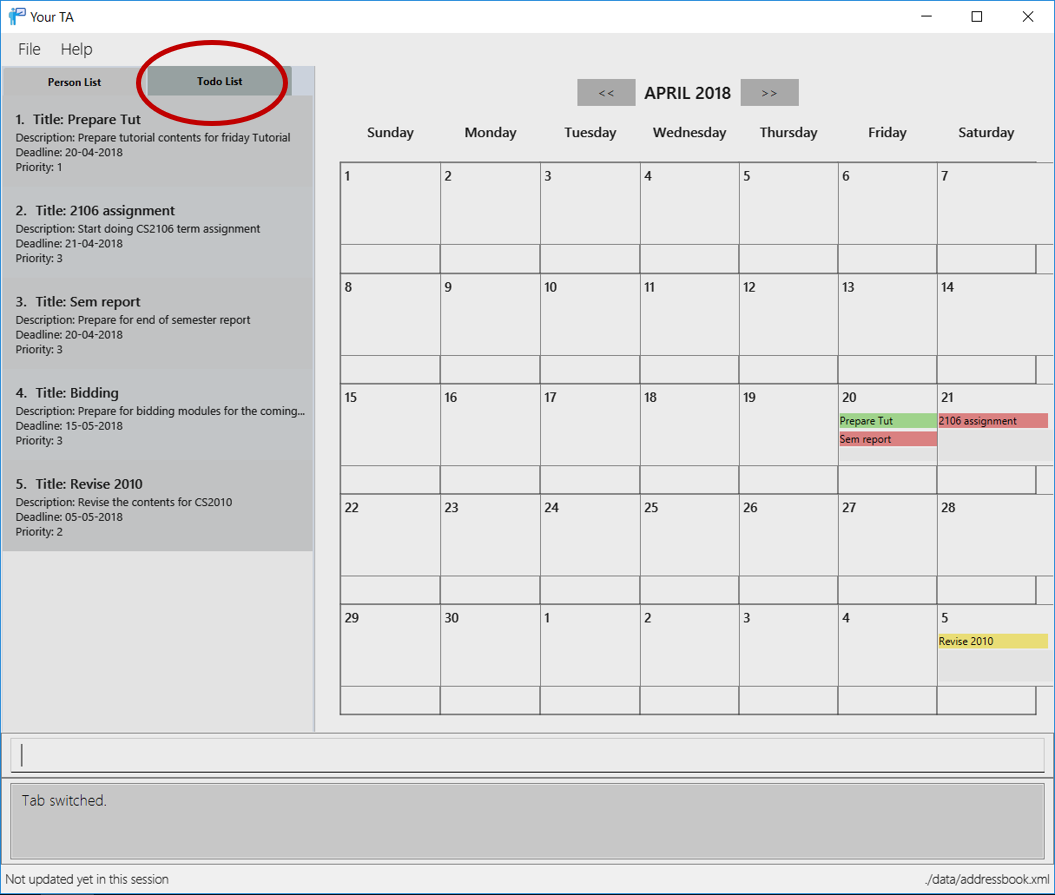 Your TA
File Help
Person List Todo List
1. Title: Prepare Tut
Description: Prepare tutorial contents for friday Tutorial
Deadline: 20-04-2018
Priority: 1
2. Title: 2106 assignment
Description: Start doing CS2106 term assignment
Deadline: 21-04-2018
Priority: 3
3. Title: Sem report
Description: Prepare for end of semester report
Deadline: 20-04-2018
Priority: 3
4. Title: Bidding
Description: Prepare for bidding modules for the coming...
Deadline: 15-05-2018
Priority: 3
5. Title: Revise 2010
Description: Revise the contents for CS2010
Deadline: 05-05-2018
Priority: 2
<< APRIL 2018 >>
Sunday Monday Tuesday Wednesday Thursday Friday Saturday
1 2 3 4 5 6 7
8 9 10 11 12 13 14
15 16 17 18 19 20 21
Prepare Tut 2106 assignment
Sem report
22 23 24 25 26 27 28
29 30 1 2 3 4 5
Revise 2010
Tab switched.
Not updated yet in this session ./data/addressbook.xml